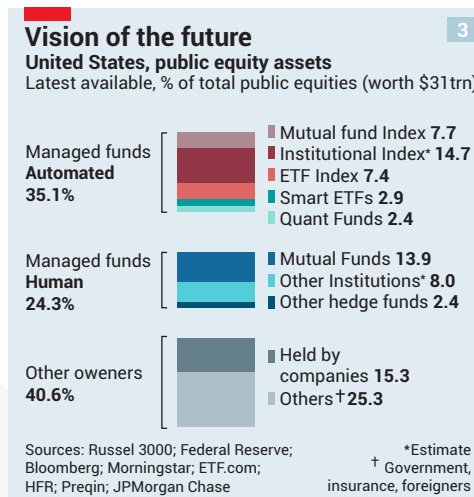 3
Vision of the future
United States, public equity assets
Latest available, % of total public equities (worth $31trn)
Managed funds
Automated
35.1%
Mutual fund Index 7.7
Institutional Index* 14.7
ETF Index 7.4
Smart ETFs 2.9
Quant Funds 2.4
Managed funds
Human
24.3%
Mutual Funds 13.9
Other Institutions* 8.0
Other hedge funds 2.4
Other oweners
40.6%
Held by
companies 15.3
Others † 25.3
Sources: Russel 3000; Federal Reserve;
Bloomberg; Morningstar; ETF.com;
HFR; Preqin; JPMorgan Chase
*Estimate
† Government,
insurance, foreigners